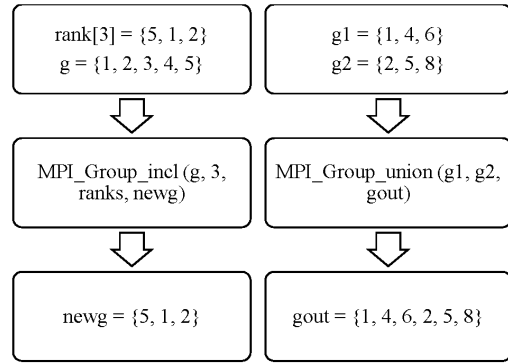 rank[3] = {5, 1, 2}
g = {1, 2, 3, 4, 5}
MPI_Group_incl (g, 3,
ranks, newg)
newg = {5, 1, 2}
g1 = {1, 4, 6}
g2 = {2, 5, 8}
MPI_Group_union (g1, g2,
gout)
gout = {1, 4, 6, 2, 5, 8}